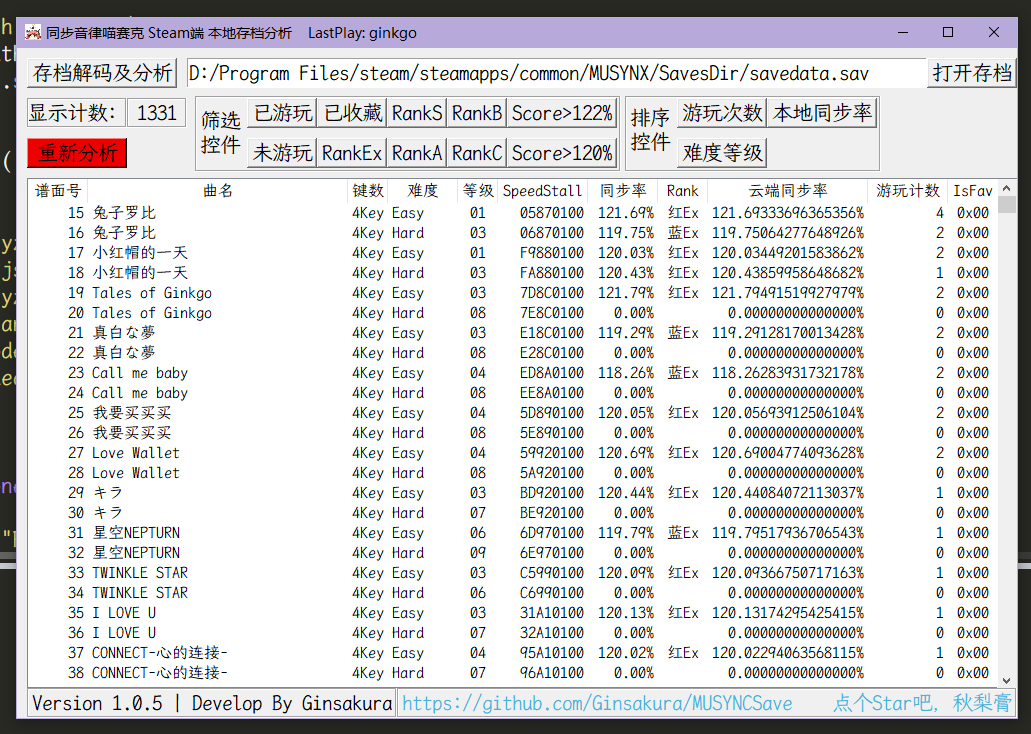 同步音律喵赛克 Steam端 本地存档分析 LastPlay: ginkgo
存档解码及分析 D:/Program Files/steam/steamapps/common/MUSYNX/SavesDir/savedata.sav 打开存档
显示计数: 1331 筛选控件 已游玩 已收藏 RankS RankB Score>122% 排序控件 游玩次数 本地同步率
重新分析 未游玩 RankEx RankA RankC Score>120% 难度等级
谱面号 曲名 键数 难度 等级 SpeedStall 同步率 Rank 云端同步率 游玩计数 IsFav
15 兔子罗比 4Key Easy 01 05870100 121.69% 红Ex 121.69333696365356% 4 0x00
16 兔子罗比 4Key Hard 03 06870100 119.75% 蓝Ex 119.75064277648926% 2 0x00
17 小红帽的一天 4Key Easy 01 F9880100 120.03% 红Ex 120.03449201583862% 2 0x00
18 小红帽的一天 4Key Hard 03 FA880100 120.43% 红Ex 120.43859958648682% 1 0x00
19 Tales of Ginkgo 4Key Easy 03 7D8C0100 121.79% 红Ex 121.79491519927979% 2 0x00
20 Tales of Ginkgo 4Key Hard 08 7E8C0100 0.00% 0.00000000000000% 0 0x00
21 真白な夢 4Key Easy 03 E18C0100 119.29% 蓝Ex 119.29128170013428% 2 0x00
22 真白な夢 4Key Hard 08 E28C0100 0.00% 0.00000000000000% 0 0x00
23 Call me baby 4Key Easy 04 ED8A0100 118.26% 蓝Ex 118.26283931732178% 2 0x00
24 Call me baby 4Key Hard 08 EE8A0100 0.00% 0.00000000000000% 0 0x00
25 我要买买买 4Key Easy 04 5D890100 120.05% 红Ex 120.05693912506104% 2 0x00
26 我要买买买 4Key Hard 08 5E890100 0.00% 0.00000000000000% 0 0x00
27 Love Wallet 4Key Easy 04 59920100 120.69% 红Ex 120.69004774093628% 2 0x00
28 Love Wallet 4Key Hard 08 5A920100 0.00% 0.00000000000000% 0 0x00
29 キラ 4Key Easy 03 BD920100 120.44% 红Ex 120.44084072113037% 1 0x00
30 キラ 4Key Hard 07 BE920100 0.00% 0.00000000000000% 0 0x00
31 星空NEPTURN 4Key Easy 06 6D970100 119.79% 蓝Ex 119.79517936706543% 1 0x00
32 星空NEPTURN 4Key Hard 09 6E970100 0.00% 0.00000000000000% 0 0x00
33 TWINKLE STAR 4Key Easy 03 C5990100 120.09% 红Ex 120.09366750717163% 1 0x00
34 TWINKLE STAR 4Key Hard 06 C6990100 0.00% 0.00000000000000% 0 0x00
35 I LOVE U 4Key Easy 03 31A10100 120.13% 红Ex 120.13174295425415% 1 0x00
36 I LOVE U 4Key Hard 07 32A10100 0.00% 0.00000000000000% 0 0x00
37 CONNECT-心的连接- 4Key Easy 04 95A10100 120.02% 红Ex 120.02294063568115% 1 0x00
38 CONNECT-心的连接- 4Key Hard 07 96A10100 0.00% 0.00000000000000% 0 0x00
Version 1.0.5 | Develop By Ginsakura https://github.com/Ginsakura/MUSYNCSave 点个Star吧, 秋梨膏